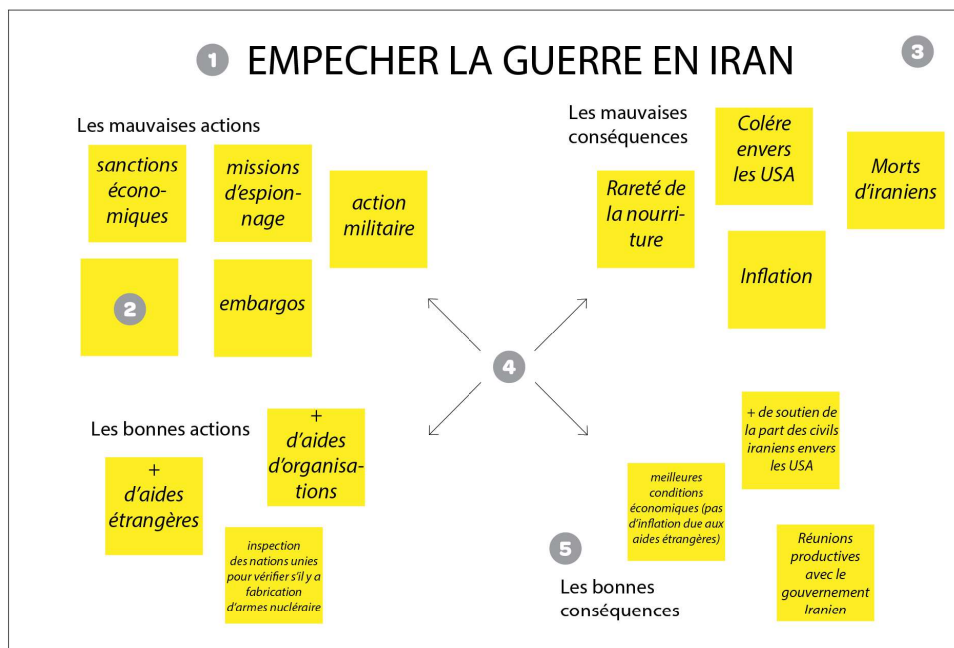 1 EMPECHER LA GUERRE EN IRAN 3
Les mauvaises actions
sanctions
écono-
miques
missions
d'espion-
nage
action
militaire
2
embargos
Les mauvaises
conséquences
Colére
envers
les USA
Morts
d'iraniens
Rareté de
la nourri-
ture
Inflation
4
Les bonnes actions
+
d'aides
d'organisa-
tions
+
d'aides
étrangères
inspection
des nations unies
pour vérifier s'il y a
fabrication
d'armes nucléraire
+ de soutien de
la part des civils
iraniens envers
les USA
meilleures
conditions
économiques (pas
d'inflation due aux
aides étrangères)
Réunions
productives
avec le
gouvernement
Iranien
5
Les bonnes
conséquences